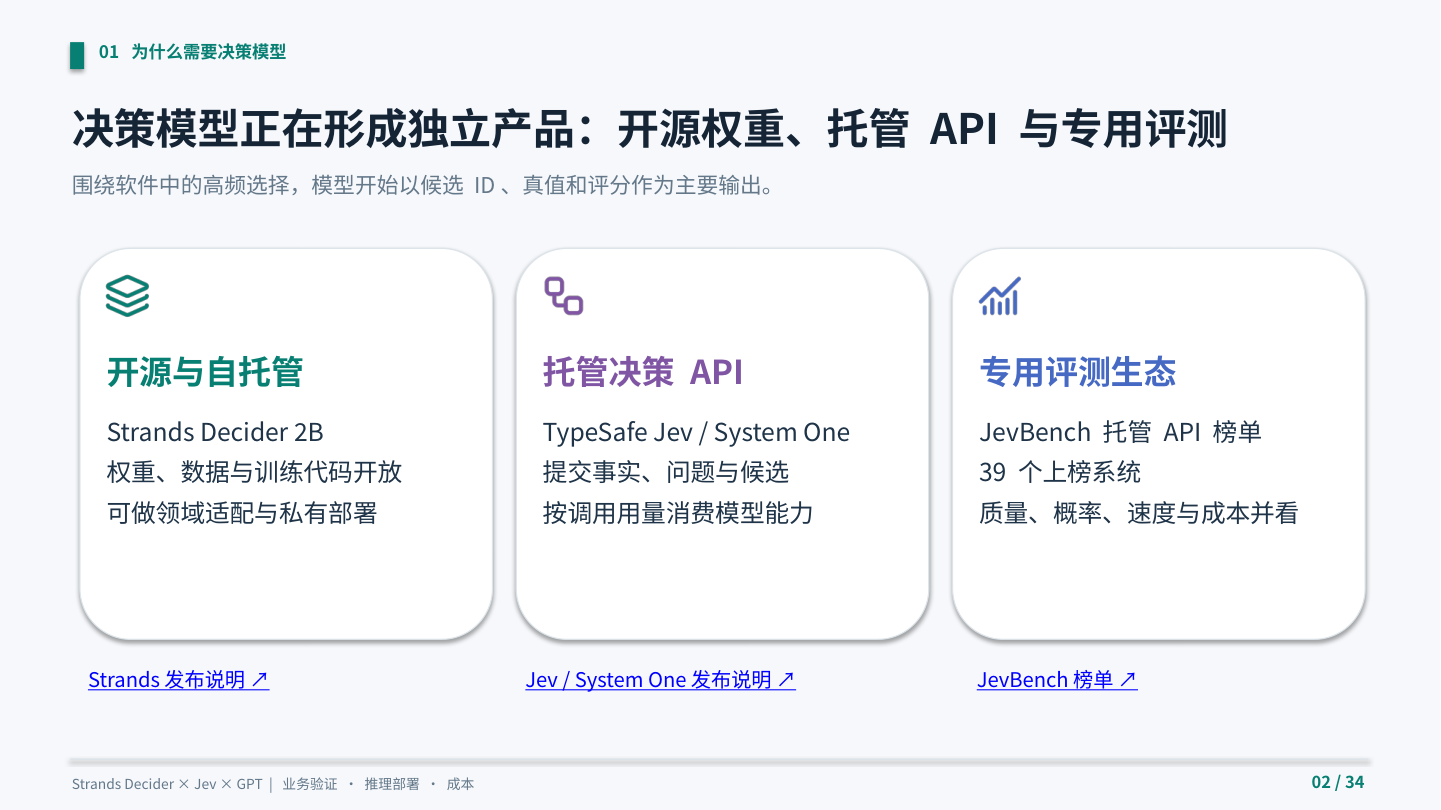 01 为什么需要决策模型
决策模型正在形成独立产品：开源权重、托管 API 与专用评测
围绕软件中的高频选择，模型开始以候选 ID 、真值和评分作为主要输出。
开源与自托管
Strands Decider 2B
权重、数据与训练代码开放
可做领域适配与私有部署
托管决策 API
TypeSafe Jev / System One
提交事实、问题与候选
按调用用量消费模型能力
专用评测生态
JevBench 托管 API 榜单
39 个上榜系统
质量、概率、速度与成本并看
Strands 发布说明 ↗
Jev / System One 发布说明 ↗
JevBench 榜单 ↗
Strands Decider × Jev × GPT | 业务验证 · 推理部署 · 成本
02 / 34